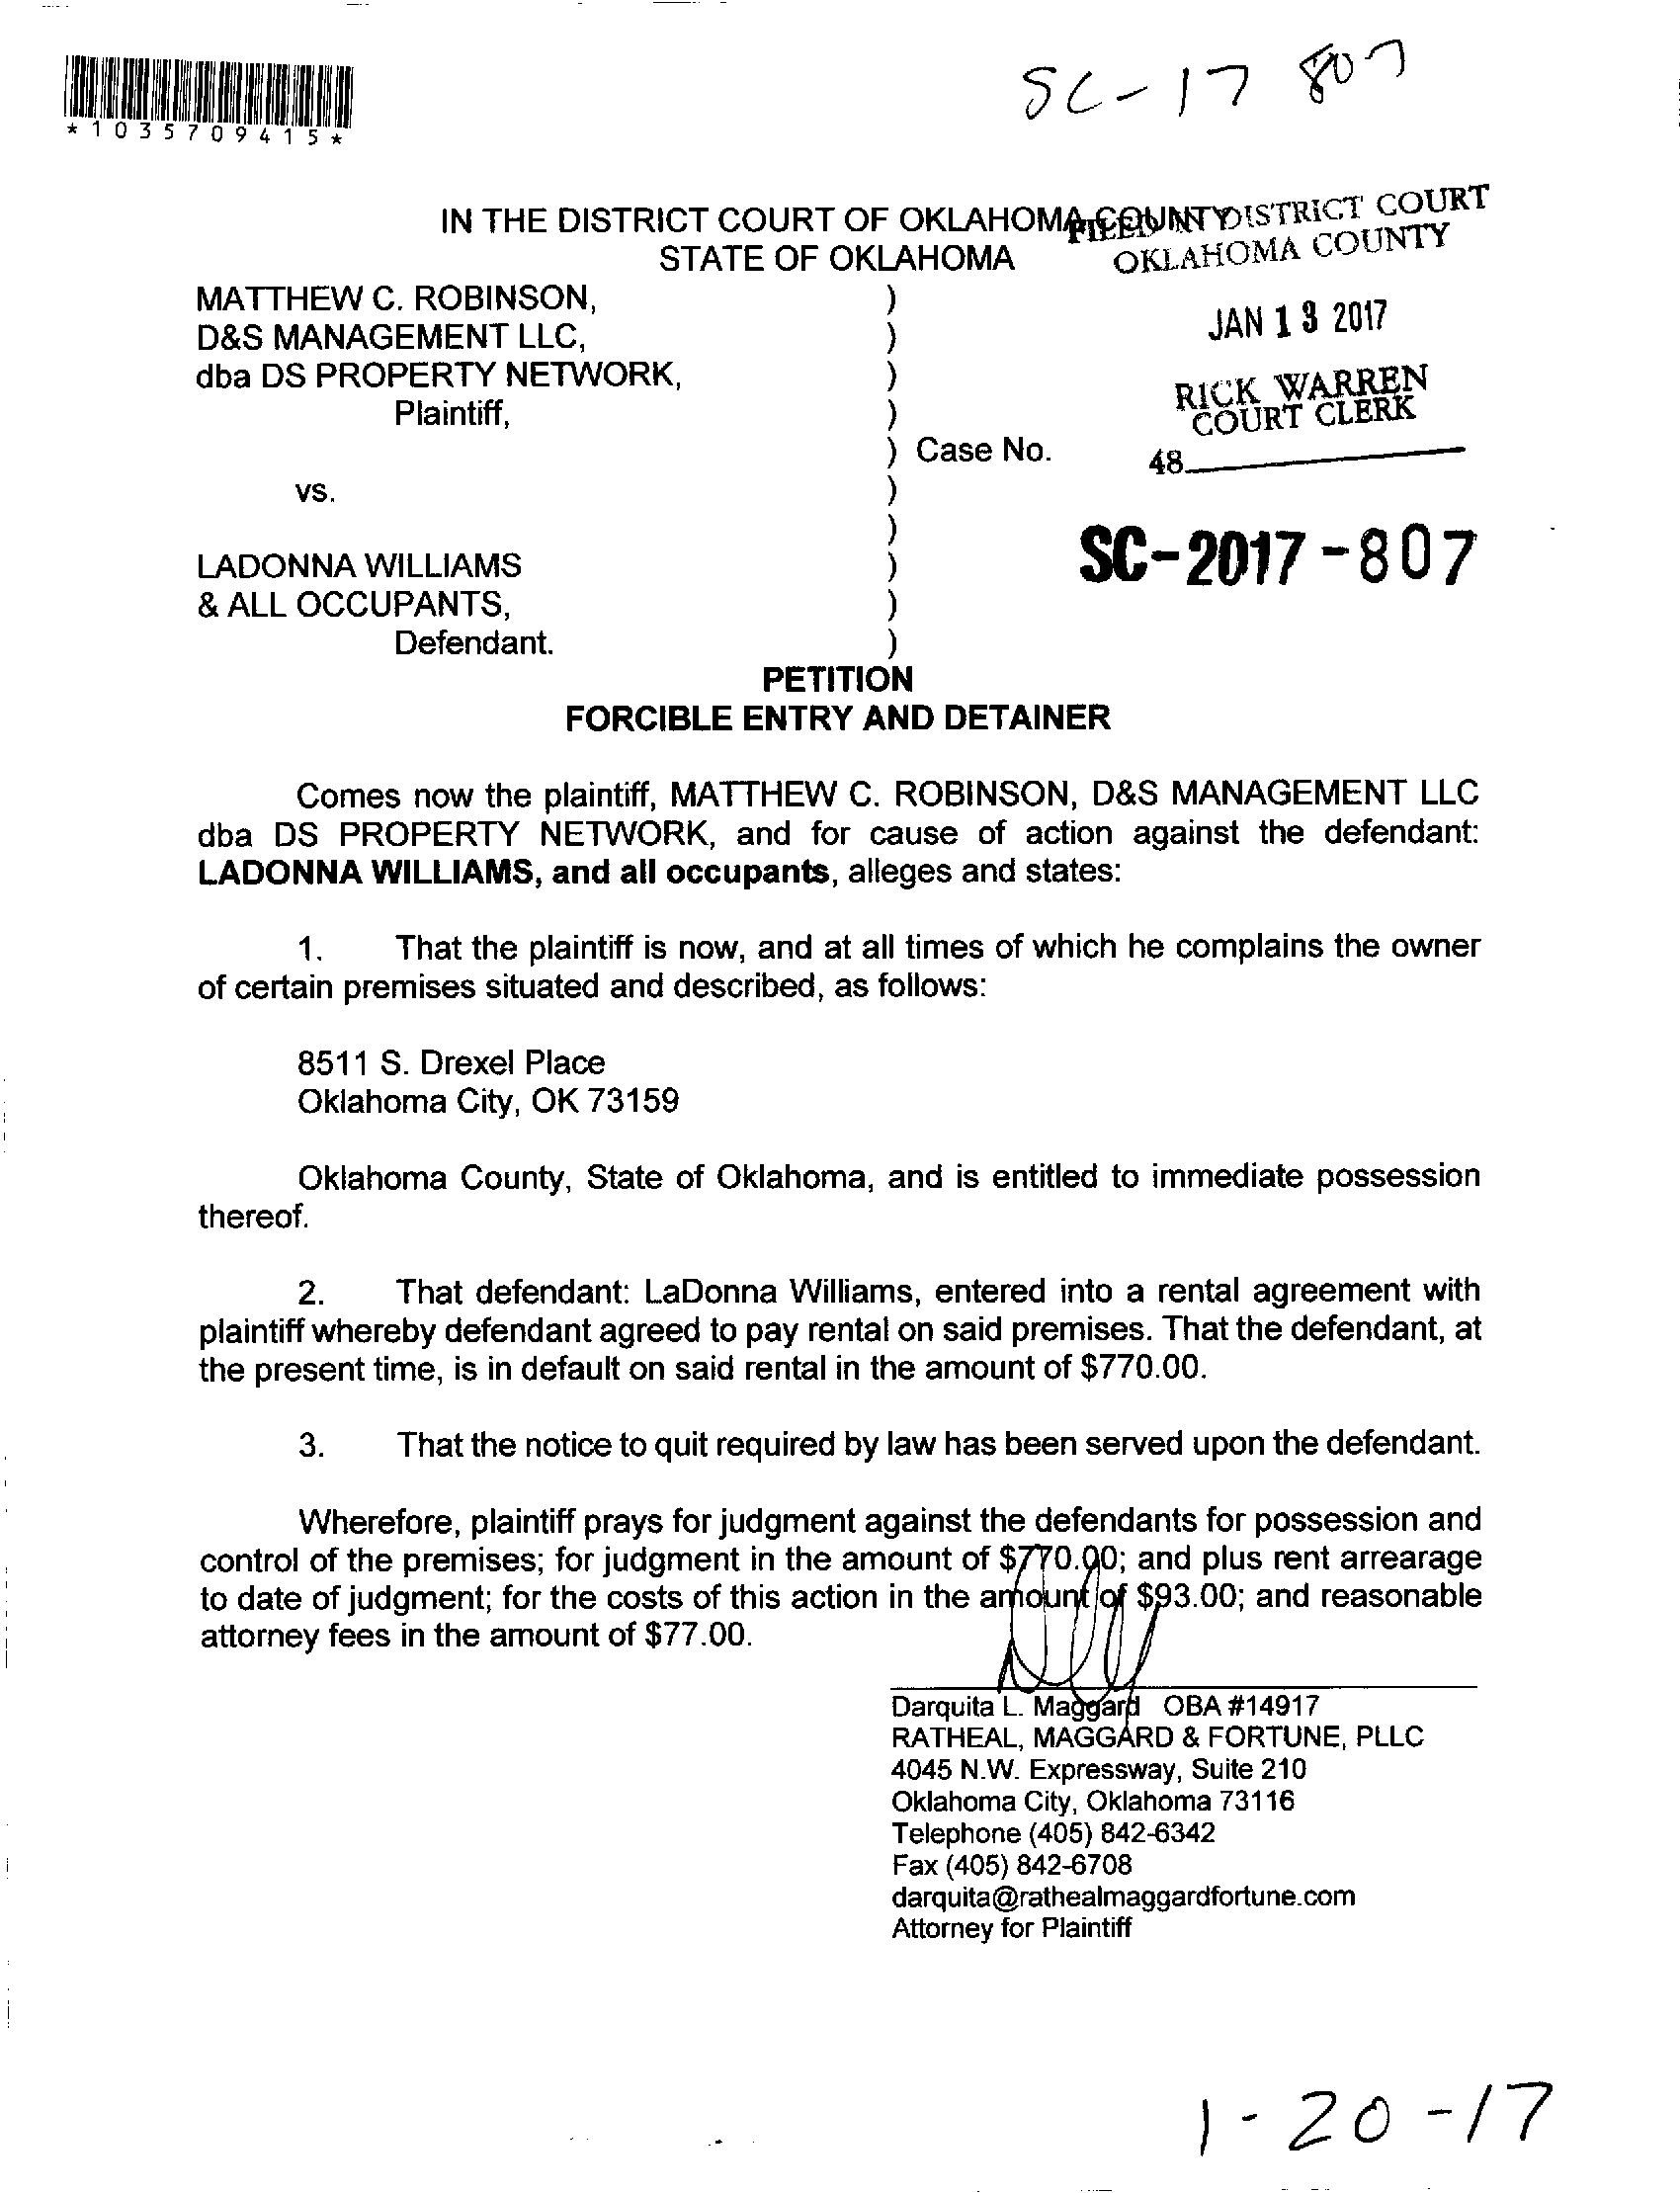 SC-17 807
*1035709415*
IN THE DISTRICT COURT OF OKLAHOMA COUNTY
STATE OF OKLAHOMA
FILED IN DISTRICT COURT
OKLAHOMA COUNTY
JAN 13 2017
RICK WARREN
COURT CLERK
48
MATTHEW C. ROBINSON, )
D&S MANAGEMENT LLC, )
dba DS PROPERTY NETWORK, )
Plaintiff, )
) Case No.
vs. )
)
SC-2017-807
LADONNA WILLIAMS )
& ALL OCCUPANTS, )
Defendant. )
PETITION
FORCIBLE ENTRY AND DETAINER
Comes now the plaintiff, MATTHEW C. ROBINSON, D&S MANAGEMENT LLC
dba DS PROPERTY NETWORK, and for cause of action against the defendant:
LADONNA WILLIAMS, and all occupants, alleges and states:
1. That the plaintiff is now, and at all times of which he complains the owner
of certain premises situated and described, as follows:
8511 S. Drexel Place
Oklahoma City, OK 73159
Oklahoma County, State of Oklahoma, and is entitled to immediate possession
thereof.
2. That defendant: LaDonna Williams, entered into a rental agreement with
plaintiff whereby defendant agreed to pay rental on said premises. That the defendant, at
the present time, is in default on said rental in the amount of $770.00.
3. That the notice to quit required by law has been served upon the defendant.
Wherefore, plaintiff prays for judgment against the defendants for possession and
control of the premises; for judgment in the amount of $770.00; and plus rent arrearage
to date of judgment; for the costs of this action in the amount of $93.00; and reasonable
attorney fees in the amount of $77.00.
Darquita L. Maggard OBA #14917
RATHEAL, MAGGARD & FORTUNE, PLLC
4045 N.W. Expressway, Suite 210
Oklahoma City, Oklahoma 73116
Telephone (405) 842-6342
Fax (405) 842-6708
darquita@rathealmaggardfortune.com
Attorney for Plaintiff
1-20-17